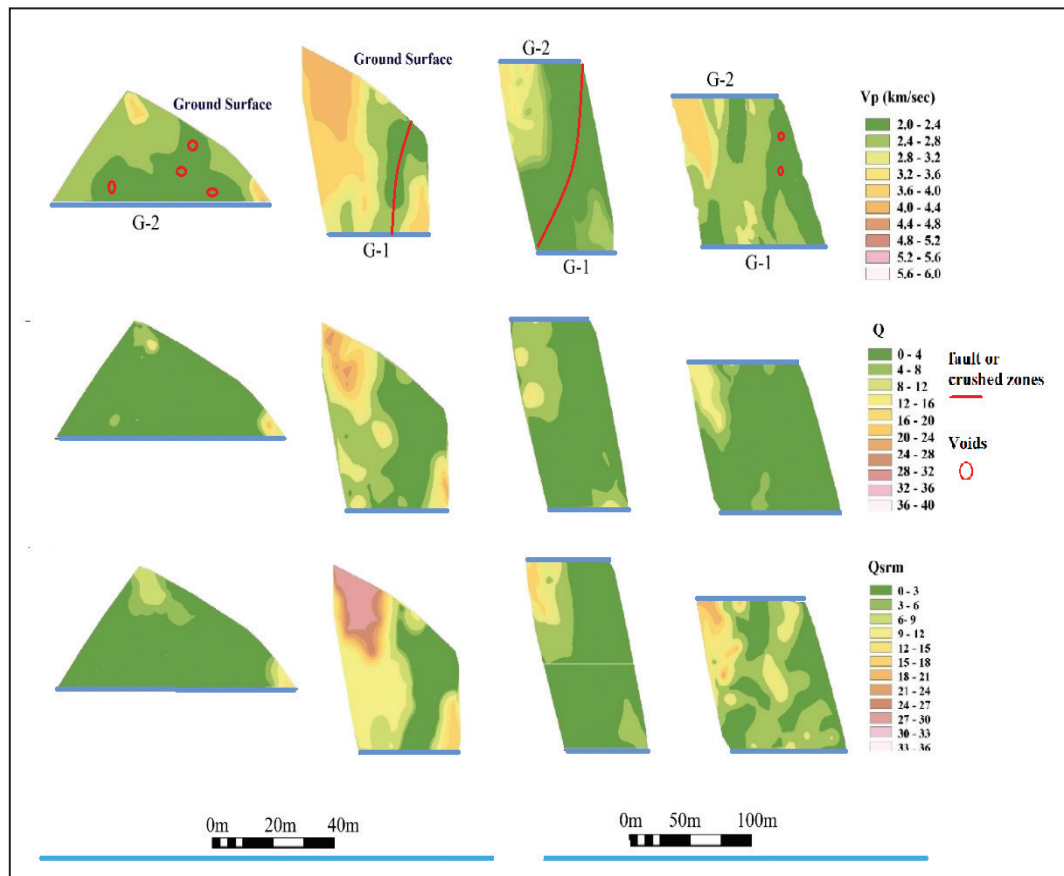 Ground Surface
G-2
Ground Surface
G-1
G-2
G-1
G-2
G-1
Vp (km/sec)
2.0 - 2.4
2.4 - 2.8
2.8 - 3.2
3.2 - 3.6
3.6 - 4.0
4.0 - 4.4
4.4 - 4.8
4.8 - 5.2
5.2 - 5.6
5.6 - 6.0
Q
0 - 4
4 - 8
8 - 12
12 - 16
16 - 20
20 - 24
24 - 28
28 - 32
32 - 36
36 - 40
fault or
crushed zones
Voids
Qsrm
0 - 3
3 - 6
6 - 9
9 - 12
12 - 15
15 - 18
18 - 21
21 - 24
24 - 27
27 - 30
30 - 33
33 - 36
0m 20m 40m
0m 50m 100m